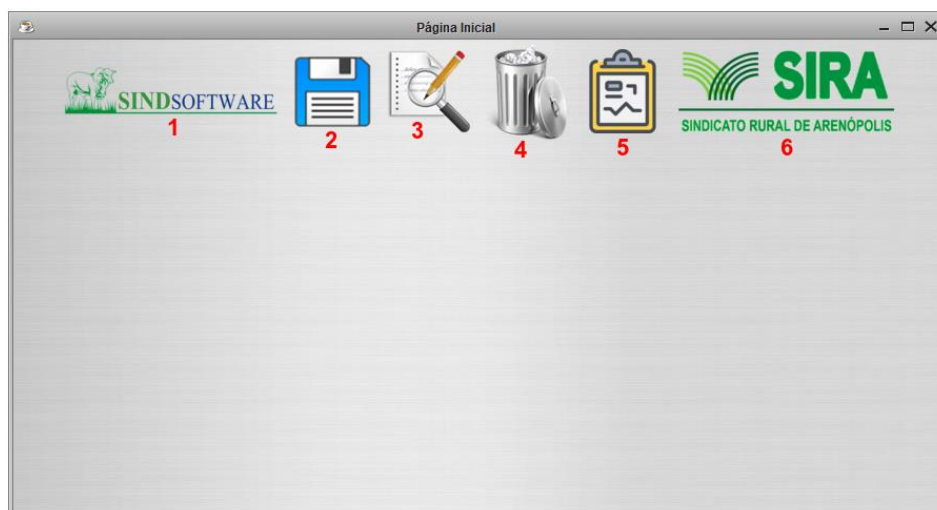 Página Inicial
SINDSOFTWARE
1
2
3
4
5
SIRA
SINDICATO RURAL DE ARENÓPOLIS
6